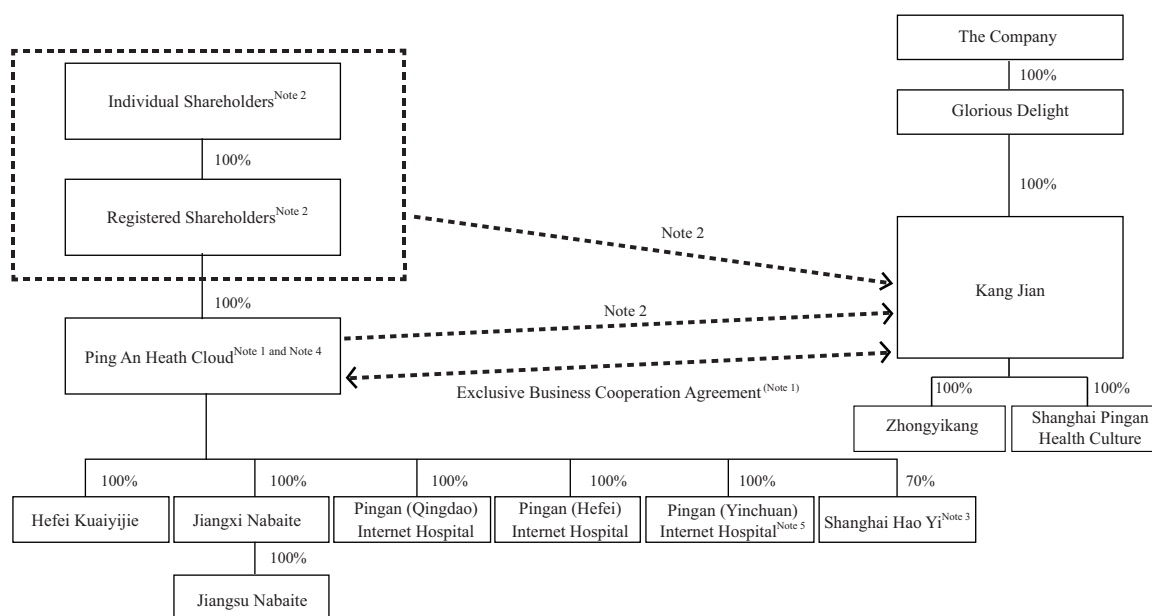 The Company
100%
Glorious Delight
100%
Individual Shareholders Note 2
100%
Registered Shareholders Note 2
100%
Note 2
Kang Jian
Note 2
Ping An Heath Cloud Note 1 and Note 4
Exclusive Business Cooperation Agreement (Note 1)
100%
100%
Zhongyikang
Shanghai Pingan
Health Culture
100%
100%
100%
100%
100%
70%
Hefei Kuaiyijie
Jiangxi Nabaite
Pingan (Qingdao)
Internet Hospital
Pingan (Hefei)
Internet Hospital
Pingan (Yinchuan)
Internet Hospital Note 5
Shanghai Hao Yi Note 3
100%
Jiangsu Nabaite